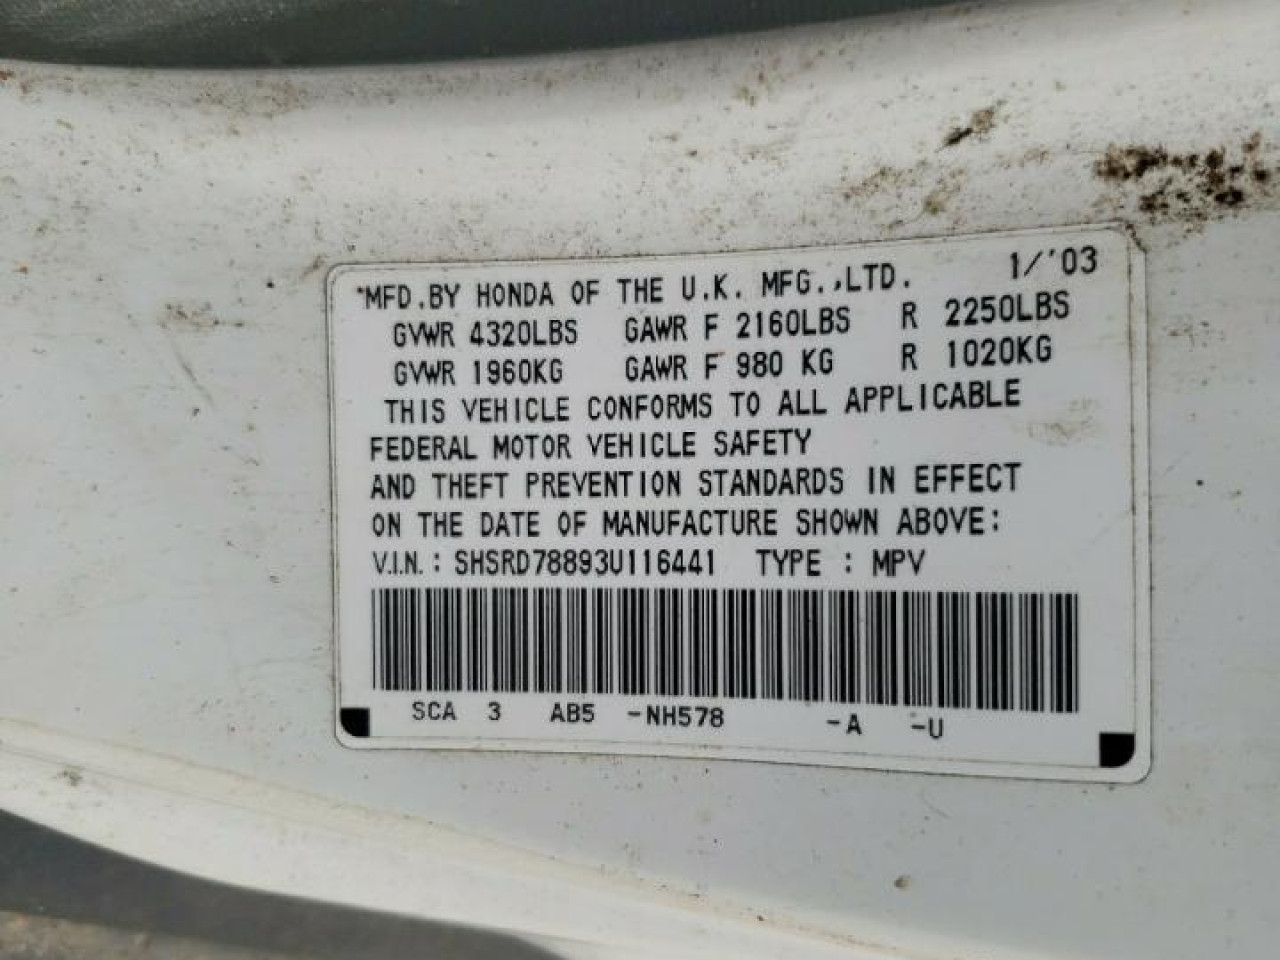 *MFD.BY HONDA OF THE U.K. MFG.,LTD. 1/'03
GVWR 4320LBS GAWR F 2160LBS R 2250LBS
GVWR 1960KG GAWR F 980 KG R 1020KG
THIS VEHICLE CONFORMS TO ALL APPLICABLE
FEDERAL MOTOR VEHICLE SAFETY
AND THEFT PREVENTION STANDARDS IN EFFECT
ON THE DATE OF MANUFACTURE SHOWN ABOVE:
V.I.N.: SHSRD78893U116441 TYPE : MPV
SCA 3 AB5 -NH578 -A -U